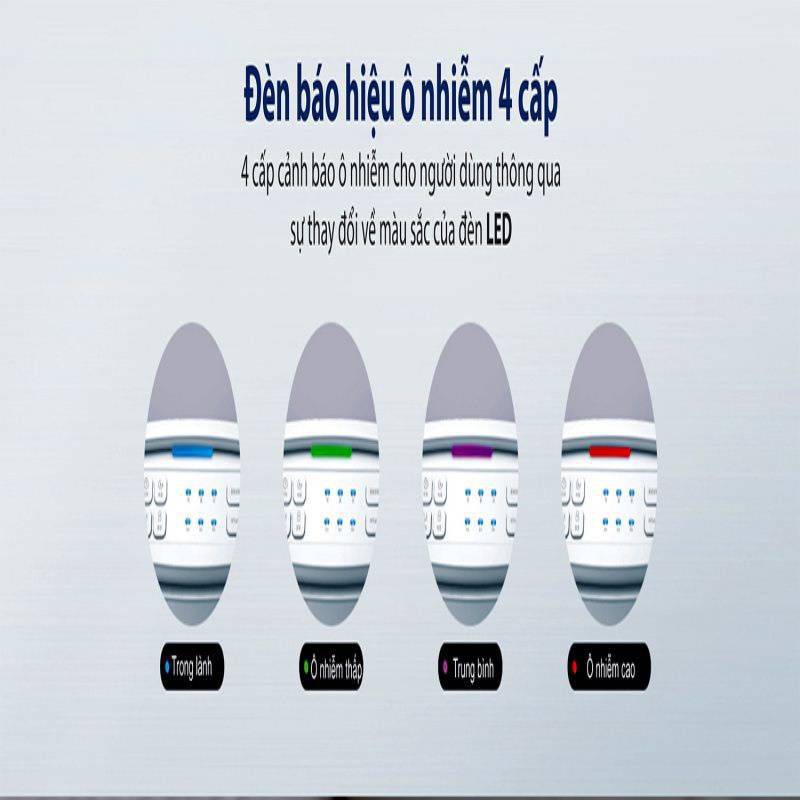 Đèn báo hiệu ô nhiễm 4 cấp
4 cấp cảnh báo ô nhiễm cho người dùng thông qua
sự thay đổi về màu sắc của đèn LED
Trong lành
Ô nhiễm thấp
Trung bình
Ô nhiễm cao